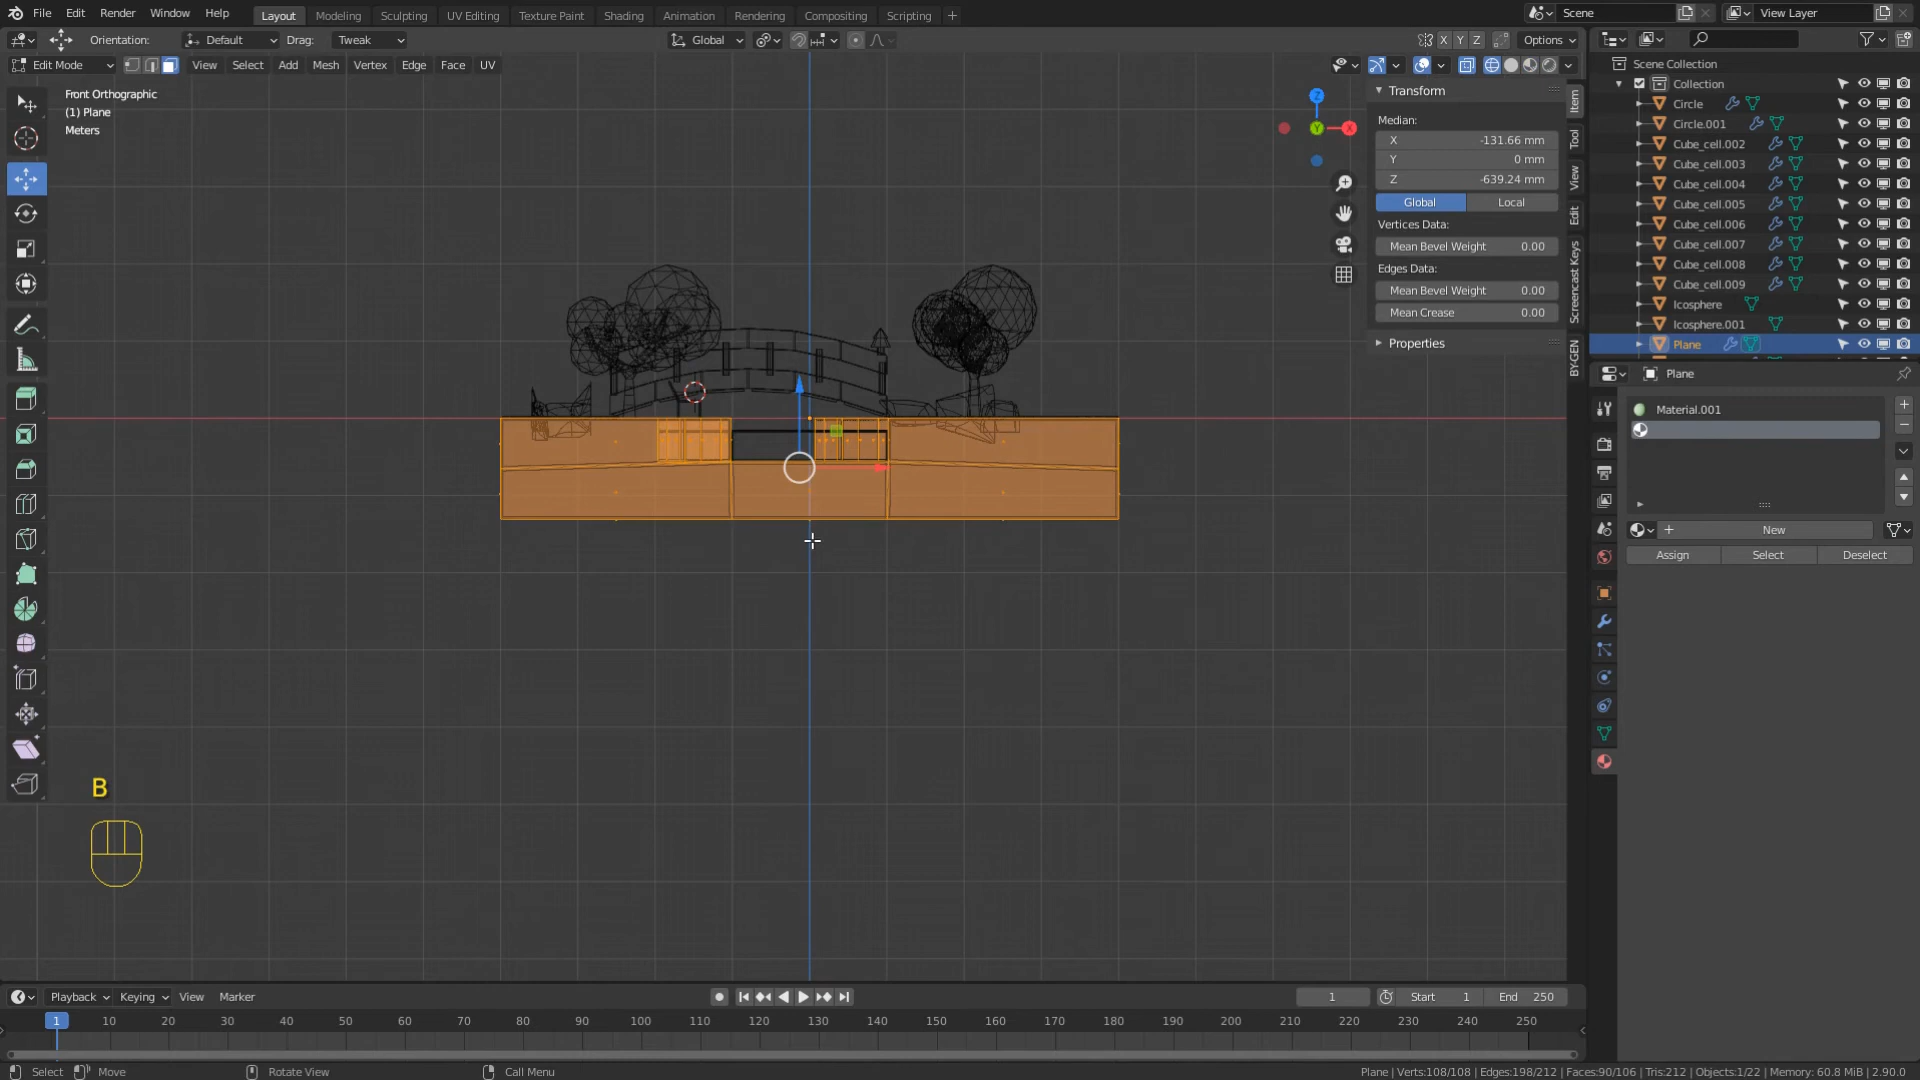 File Edit Render Window Help Layout Modeling Sculpting UV Editing Texture Paint Shading Animation Rendering Compositing Scripting + Scene View Layer
Orientation: Default Drag: Tweak Global X Y Z Options
Edit Mode View Select Add Mesh Vertex Edge Face UV
Front Orthographic
(1) Plane
Meters
Z
Y
X
Transform
Median:
X -131.66 mm
Y 0 mm
Z -639.24 mm
Global Local
Vertices Data:
Mean Bevel Weight 0.00
Edges Data:
Mean Bevel Weight 0.00
Mean Crease 0.00
Properties
Item
Tool
View
Edit
Screencast Keys
BYGEN
Scene Collection
Collection
Circle
Circle.001
Cube_cell.002
Cube_cell.003
Cube_cell.004
Cube_cell.005
Cube_cell.006
Cube_cell.007
Cube_cell.008
Cube_cell.009
Icosphere
Icosphere.001
Plane
Plane
Material.001
New
Assign Select Deselect
B
Playback Keying View Marker 1 Start 1 End 250
1 10 20 30 40 50 60 70 80 90 100 110 120 130 140 150 160 170 180 190 200 210 220 230 240 250
Select Move Rotate View Call Menu Plane | Verts:108/108 | Edges:198/212 | Faces:90/106 | Tris:212 | Objects:1/22 | Memory: 60.8 MiB | 2.90.0